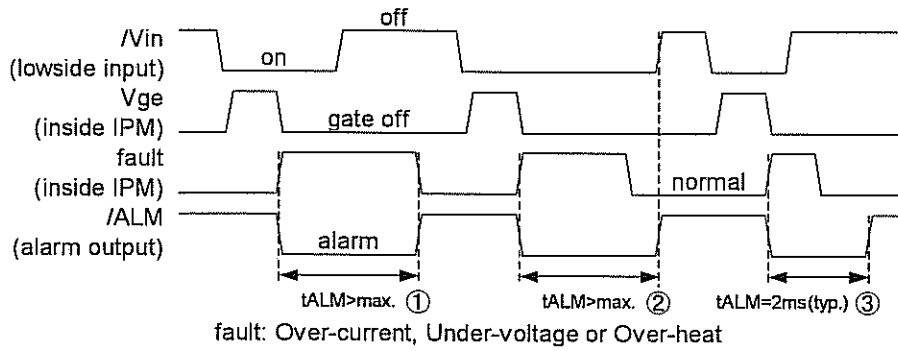 /Vin
(lowside input)
on
off
Vge
(inside IPM)
gate off
fault
(inside IPM)
normal
/ALM
(alarm output)
alarm
tALM>max. ①
tALM>max. ②
tALM=2ms(typ.) ③
fault: Over-current, Under-voltage or Over-heat